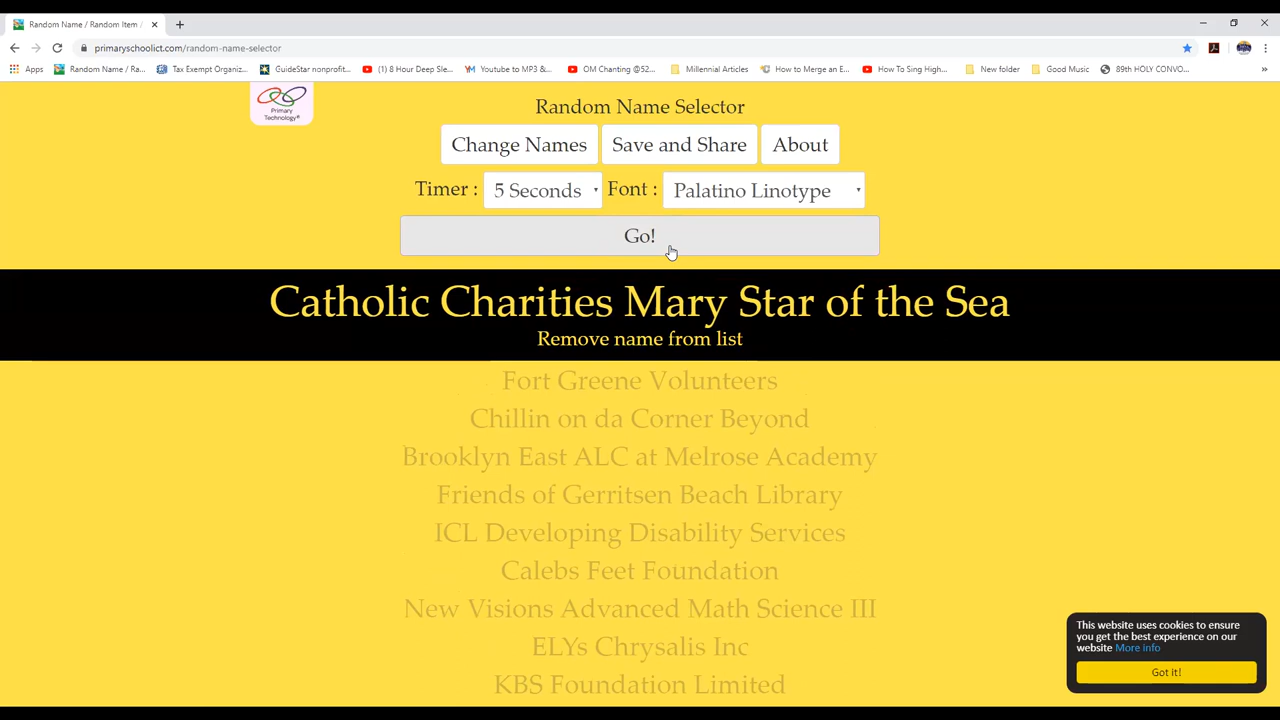 Random Name / Random Item /
primaryschoolict.com/random-name-selector
Apps
Random Name / Ra...
Tax Exempt Organiz...
GuideStar nonprofit...
(1) 8 Hour Deep Sle...
Youtube to MP3 &...
OM Chanting @52...
Millennial Articles
How to Merge an E...
How To Sing High...
New folder
Good Music
89th HOLY CONVO...
»
Primary
Technology®
Random Name Selector
Change Names
Save and Share
About
Timer :
5 Seconds
Font :
Palatino Linotype
Go!
Catholic Charities Mary Star of the Sea
Remove name from list
Fort Greene Volunteers
Chillin on da Corner Beyond
Brooklyn East ALC at Melrose Academy
Friends of Gerritsen Beach Library
ICL Developing Disability Services
Calebs Feet Foundation
New Visions Advanced Math Science III
ELYs Chrysalis Inc
KBS Foundation Limited
This website uses cookies to ensure
you get the best experience on our
website More info
Got it!